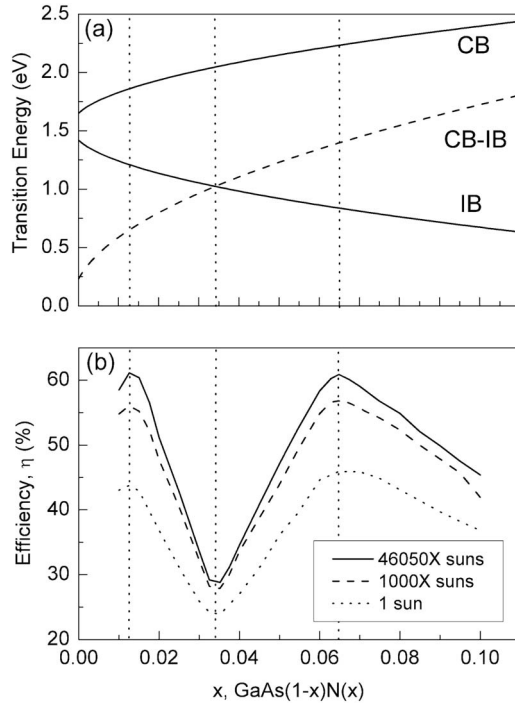 (a)
CB
CB-IB
IB
Transition Energy (eV)
2.5
2.0
1.5
1.0
0.5
0.0
(b)
Efficiency, η (%)
60
50
40
30
20
46050X suns
1000X suns
1 sun
0.00 0.02 0.04 0.06 0.08 0.10
x, GaAs(1-x)N(x)